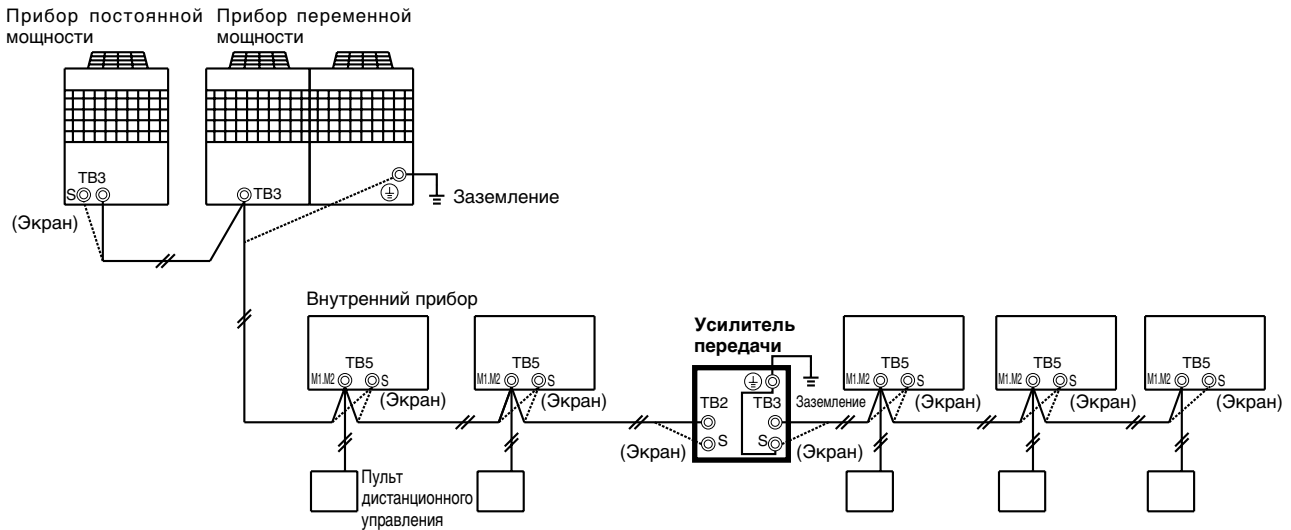 Прибор постоянной
мощности
Прибор переменной
мощности
TB3
S
(Экран)
TB3
Заземление
Внутренний прибор
TB5
M1.M2
S
(Экран)
TB5
M1.M2
S
(Экран)
Усилитель
передачи
TB2
TB3
S
S
(Экран)
(Экран)
Заземление
TB5
M1.M2
S
(Экран)
TB5
M1.M2
S
(Экран)
TB5
M1.M2
S
(Экран)
Пульт
дистанционного
управления